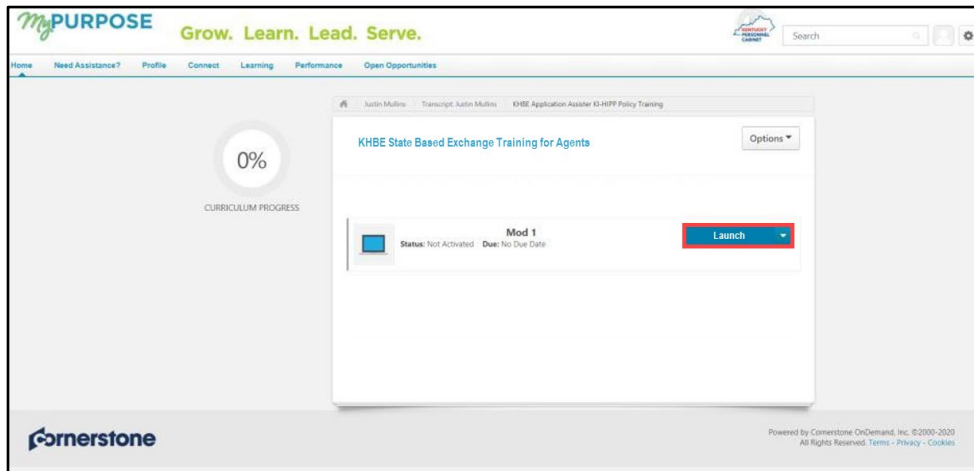 MyPURPOSE
Grow. Learn. Lead. Serve.
KENTUCKY
PERSONNEL
CABINET
Search
Home Need Assistance? Profile Connect Learning Performance Open Opportunities
Justin Mullins Transcript: Justin Mullins KHBE Application Assister KI-HIPP Policy Training
KHBE State Based Exchange Training for Agents
Options
0%
CURRICULUM PROGRESS
Mod 1
Status: Not Activated Due: No Due Date
Launch
cornerstone
Powered by Cornerstone OnDemand, Inc. ©2000-2020
All Rights Reserved. Terms - Privacy - Cookies